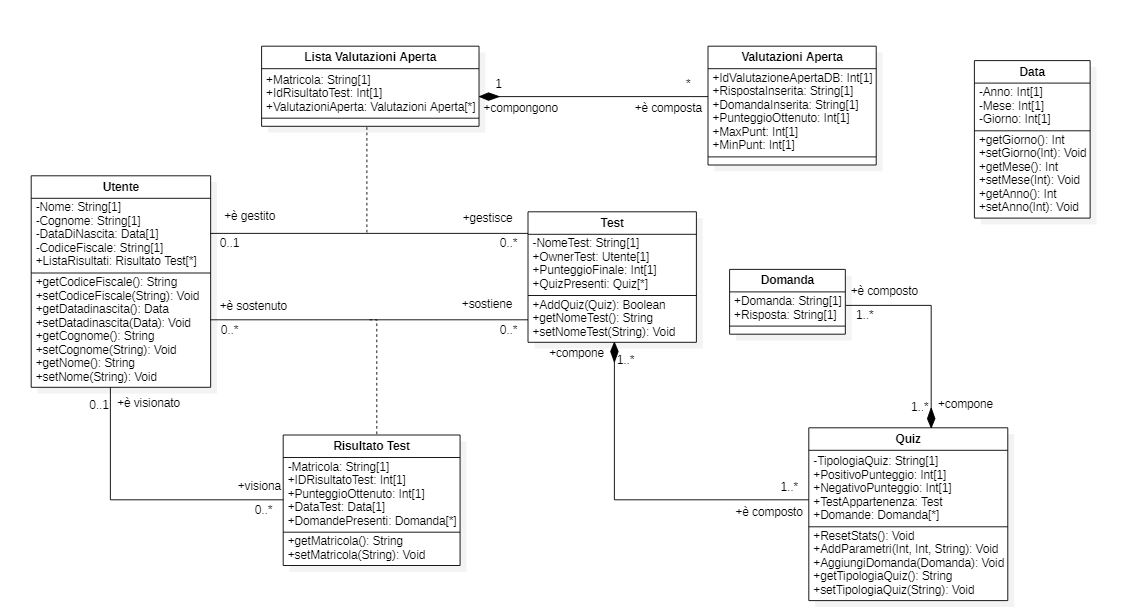 Lista Valutazioni Aperta
+Matricola: String[1]
+IdRisultatoTest: Int[1]
+ValutazioniAperta: Valutazioni Aperta[*]
1
+compongono
*
+è composta
Valutazioni Aperta
+IdValutazioneApertaDB: Int[1]
+RispostaInserita: String[1]
+DomandaInserita: String[1]
+PunteggioOttenuto: Int[1]
+MaxPunt: Int[1]
+MinPunt: Int[1]
Data
-Anno: Int[1]
-Mese: Int[1]
-Giorno: Int[1]
+getGiorno(): Int
+setGiorno(Int): Void
+getMese(): Int
+setMese(Int): Void
+getAnno(): Int
+setAnno(Int): Void
Utente
-Nome: String[1]
-Cognome: String[1]
-DataDiNascita: Data[1]
-CodiceFiscale: String[1]
+ListaRisultati: Risultato Test[*]
+getCodiceFiscale(): String
+setCodiceFiscale(String): Void
+getDatadinascita(): Data
+setDatadinascita(Data): Void
+getCognome(): String
+setCognome(String): Void
+getNome(): String
+setNome(String): Void
+è gestito
0..1
+gestisce
0..*
+è sostenuto
0..*
+sostiene
0..*
Test
-NomeTest: String[1]
+OwnerTest: Utente[1]
+PunteggioFinale: Int[1]
+QuizPresenti: Quiz[*]
+AddQuiz(Quiz): Boolean
+getNomeTest(): String
+setNomeTest(String): Void
+compone
1..*
Domanda
+Domanda: String[1]
+Risposta: String[1]
+è composto
1..*
1..*
+compone
0..1
+è visionato
+visiona
0..*
Risultato Test
-Matricola: String[1]
+IDRisultatoTest: Int[1]
+PunteggioOttenuto: Int[1]
+DataTest: Data[1]
+DomandePresenti: Domanda[*]
+getMatricola(): String
+setMatricola(String): Void
1..*
+è composto
Quiz
-TipologiaQuiz: String[1]
+PositivoPunteggio: Int[1]
+NegativoPunteggio: Int[1]
+TestAppartenenza: Test
+Domande: Domanda[*]
+ResetStats(): Void
+AddParametri(Int, Int, String): Void
+AggiungiDomanda(Domanda): Void
+getTipologiaQuiz(): String
+setTipologiaQuiz(String): Void